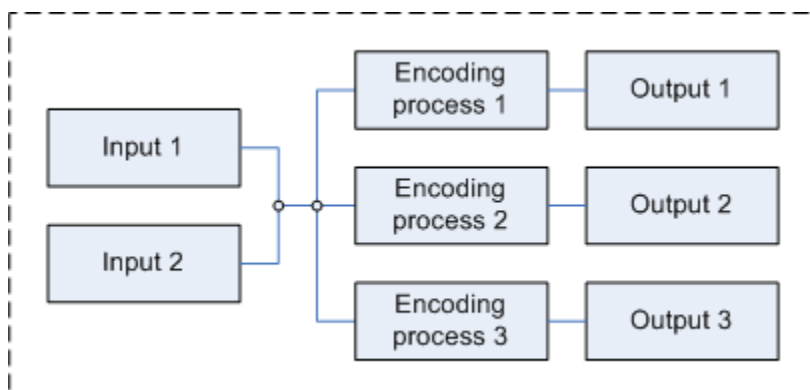 Input 1
Input 2
Encoding
process 1
Output 1
Encoding
process 2
Output 2
Encoding
process 3
Output 3